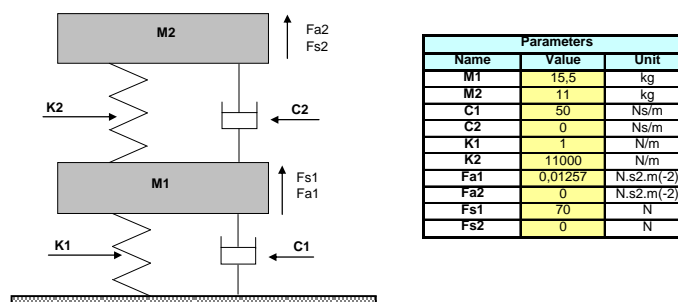 M2
Fa2
Fs2
K2
C2
M1
Fs1
Fa1
K1
C1
Parameters
Name Value Unit
M1 15,5 kg
M2 11 kg
C1 50 Ns/m
C2 0 Ns/m
K1 1 N/m
K2 11000 N/m
Fa1 0,01257 N.s2.m(-2)
Fa2 0 N.s2.m(-2)
Fs1 70 N
Fs2 0 N